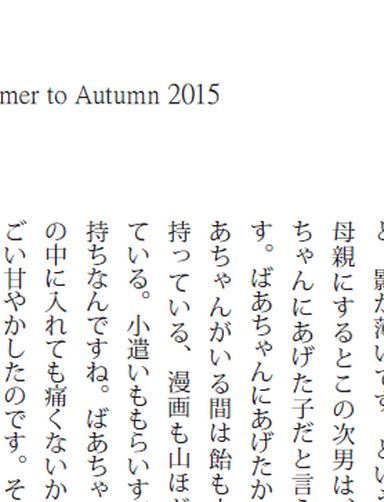 mer to Autumn 2015
影が薄いです。とい
母親にするとこの次男は、
ちゃんにあげた子だと言
す。ばあちゃんにあげたか
あちゃんがいる間は飴も
持っている、漫画も山ほど
ている。小遣いももらいす
持ちなんですね。ばあちゃ
の中に入れても痛くないか
ごい甘やかしたのです。そ